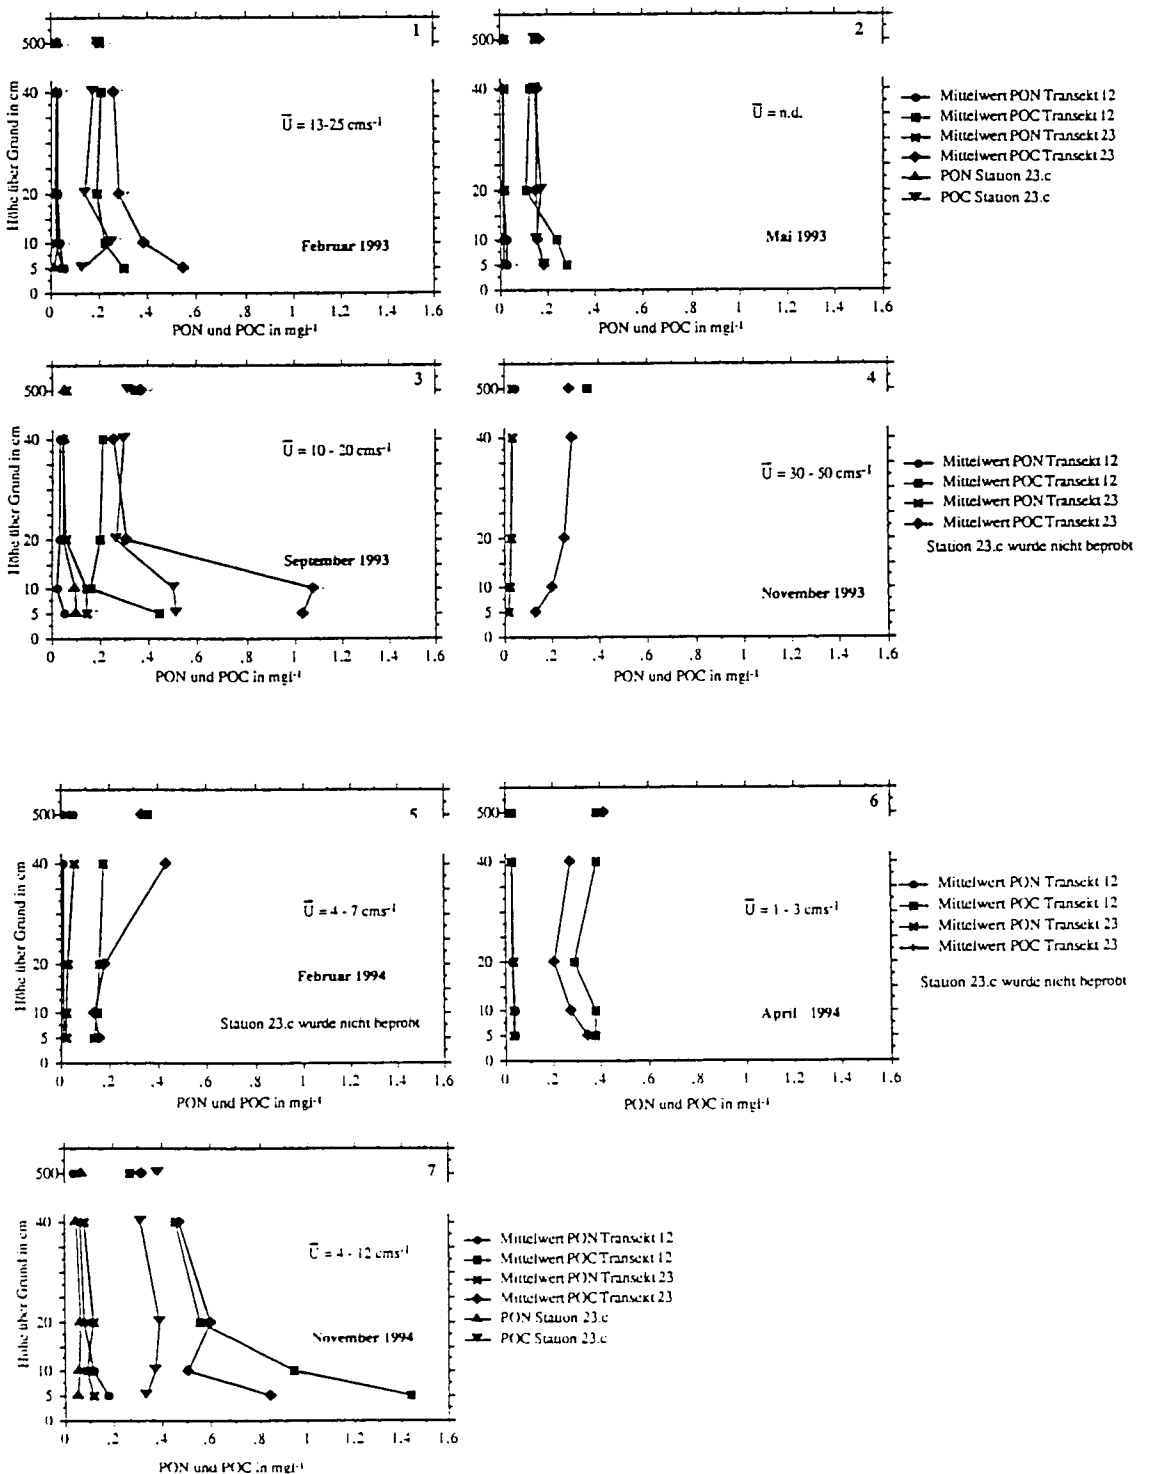 1
500
40
20
10
5
0
Höhe über Grund in cm
U = 13-25 cms-1
Februar 1993
0 .2 .4 .6 .8 1 1.2 1.4 1.6
PON und POC in mgl-1
2
500
40
20
10
5
0
U = n.d.
Mai 1993
0 .2 .4 .6 .8 1 1.2 1.4 1.6
PON und POC in mgl-1
Mittelwert PON Transekt 12
Mittelwert POC Transekt 12
Mittelwert PON Transekt 23
Mittelwert POC Transekt 23
PON Station 23.c
POC Station 23.c
3
500
40
20
10
5
0
Höhe über Grund in cm
U = 10 - 20 cms-1
September 1993
0 .2 .4 .6 .8 1 1.2 1.4 1.6
PON und POC in mgl-1
4
500
40
20
10
5
0
U = 30 - 50 cms-1
November 1993
0 .2 .4 .6 .8 1 1.2 1.4 1.6
PON und POC in mgl-1
Mittelwert PON Transekt 12
Mittelwert POC Transekt 12
Mittelwert PON Transekt 23
Mittelwert POC Transekt 23
Station 23.c wurde nicht beprobt
5
500
40
20
10
5
0
Höhe über Grund in cm
U = 4 - 7 cms-1
Februar 1994
Station 23.c wurde nicht beprobt
0 .2 .4 .6 .8 1 1.2 1.4 1.6
PON und POC in mgl-1
6
500
40
20
10
5
0
U = 1 - 3 cms-1
April 1994
0 .2 .4 .6 .8 1 1.2 1.4 1.6
PON und POC in mgl-1
Mittelwert PON Transekt 12
Mittelwert POC Transekt 12
Mittelwert PON Transekt 23
Mittelwert POC Transekt 23
Station 23.c wurde nicht beprobt
7
500
40
20
10
5
0
Höhe über Grund in cm
U = 4 - 12 cms-1
November 1994
0 .2 .4 .6 .8 1 1.2 1.4 1.6
PON und POC in mgl-1
Mittelwert PON Transekt 12
Mittelwert POC Transekt 12
Mittelwert PON Transekt 23
Mittelwert POC Transekt 23
PON Station 23.c
POC Station 23.c